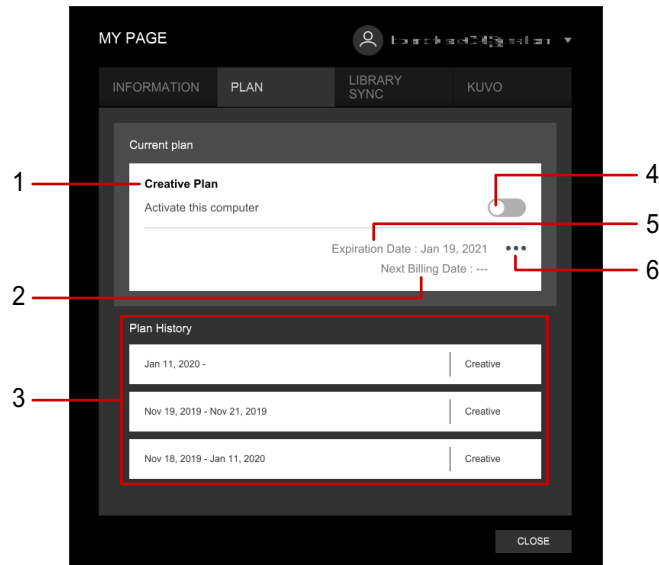 MY PAGE
INFORMATION
PLAN
LIBRARY
SYNC
KUVO
Current plan
1
Creative Plan
4
Activate this computer
5
Expiration Date : Jan 19, 2021
6
Next Billing Date : ---
2
Plan History
Jan 11, 2020 -
Creative
3
Nov 19, 2019 - Nov 21, 2019
Creative
Nov 18, 2019 - Jan 11, 2020
Creative
CLOSE